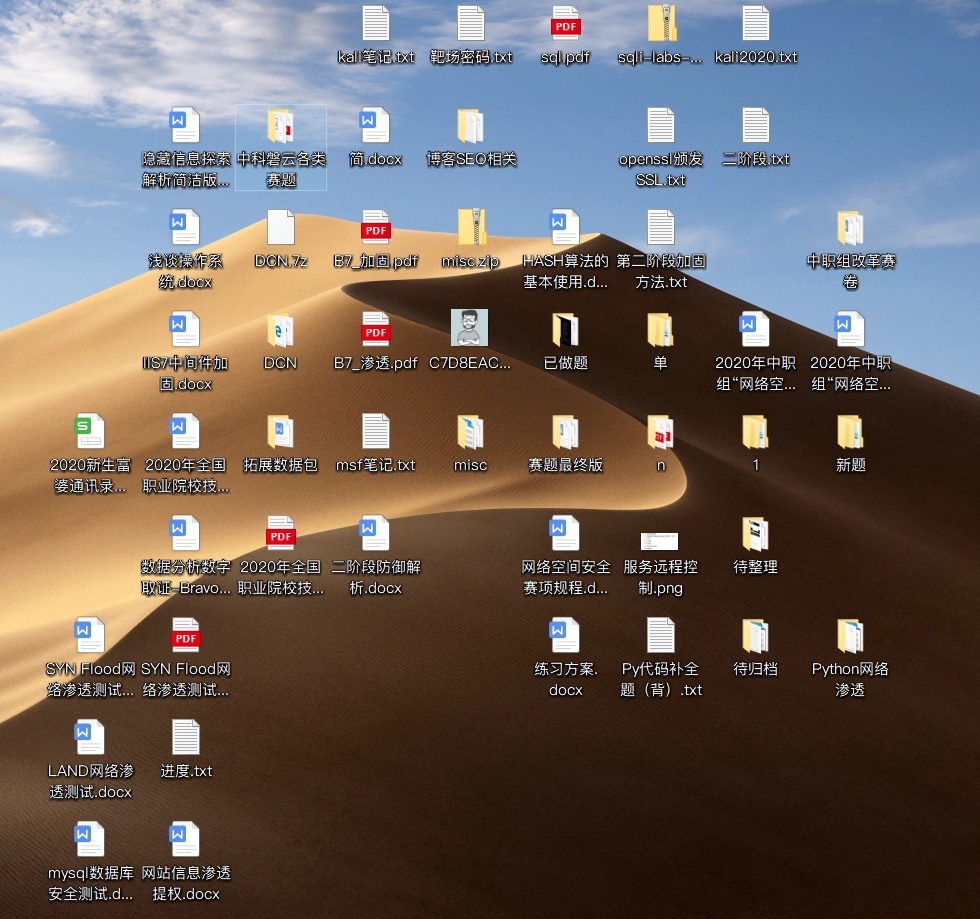 kali笔记.txt
靶场密码.txt
PDF
sql.pdf
sqli-labs-...
kali2020.txt
隐藏信息探索
解析简洁版...
中科磐云各类
赛题
简.docx
博客SEO相关
openssl颁发
SSL.txt
二阶段.txt
浅谈操作系
统.docx
DCN.7z
PDF
B7_加固.pdf
misc.zip
HASH算法的
基本使用.d...
第二阶段加固
方法.txt
中职组改革赛
卷
IIS7中间件加
固.docx
DCN
PDF
B7_渗透.pdf
C7D8EAC...
已做题
单
2020年中职
组“网络空...
2020年中职
组“网络空...
2020新生富
婆通讯录...
2020年全国
职业院校技...
拓展数据包
msf笔记.txt
misc
赛题最终版
n
1
新题
数据分析数字
取证-Bravo...
PDF
2020年全国
职业院校技...
二阶段防御解
析.docx
网络空间安全
赛项规程.d...
服务远程控
制.png
待整理
SYN Flood网
络渗透测试...
PDF
SYN Flood网
络渗透测试...
练习方案.
docx
Py代码补全
题（背）.txt
待归档
Python网络
渗透
LAND网络渗
透测试.docx
进度.txt
mysql数据库
安全测试.d...
网站信息渗透
提权.docx